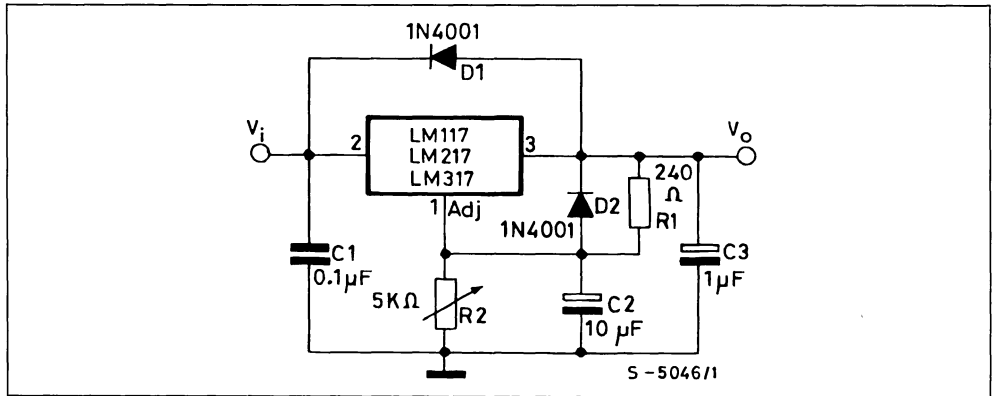 1N4001
D1
Vi
2
LM117
LM217
LM317
3
Vo
1
Adj
1N4001
D2
240
Ω
R1
C1
0.1µF
5KΩ
R2
C2
10 µF
C3
1µF
S-5046/1